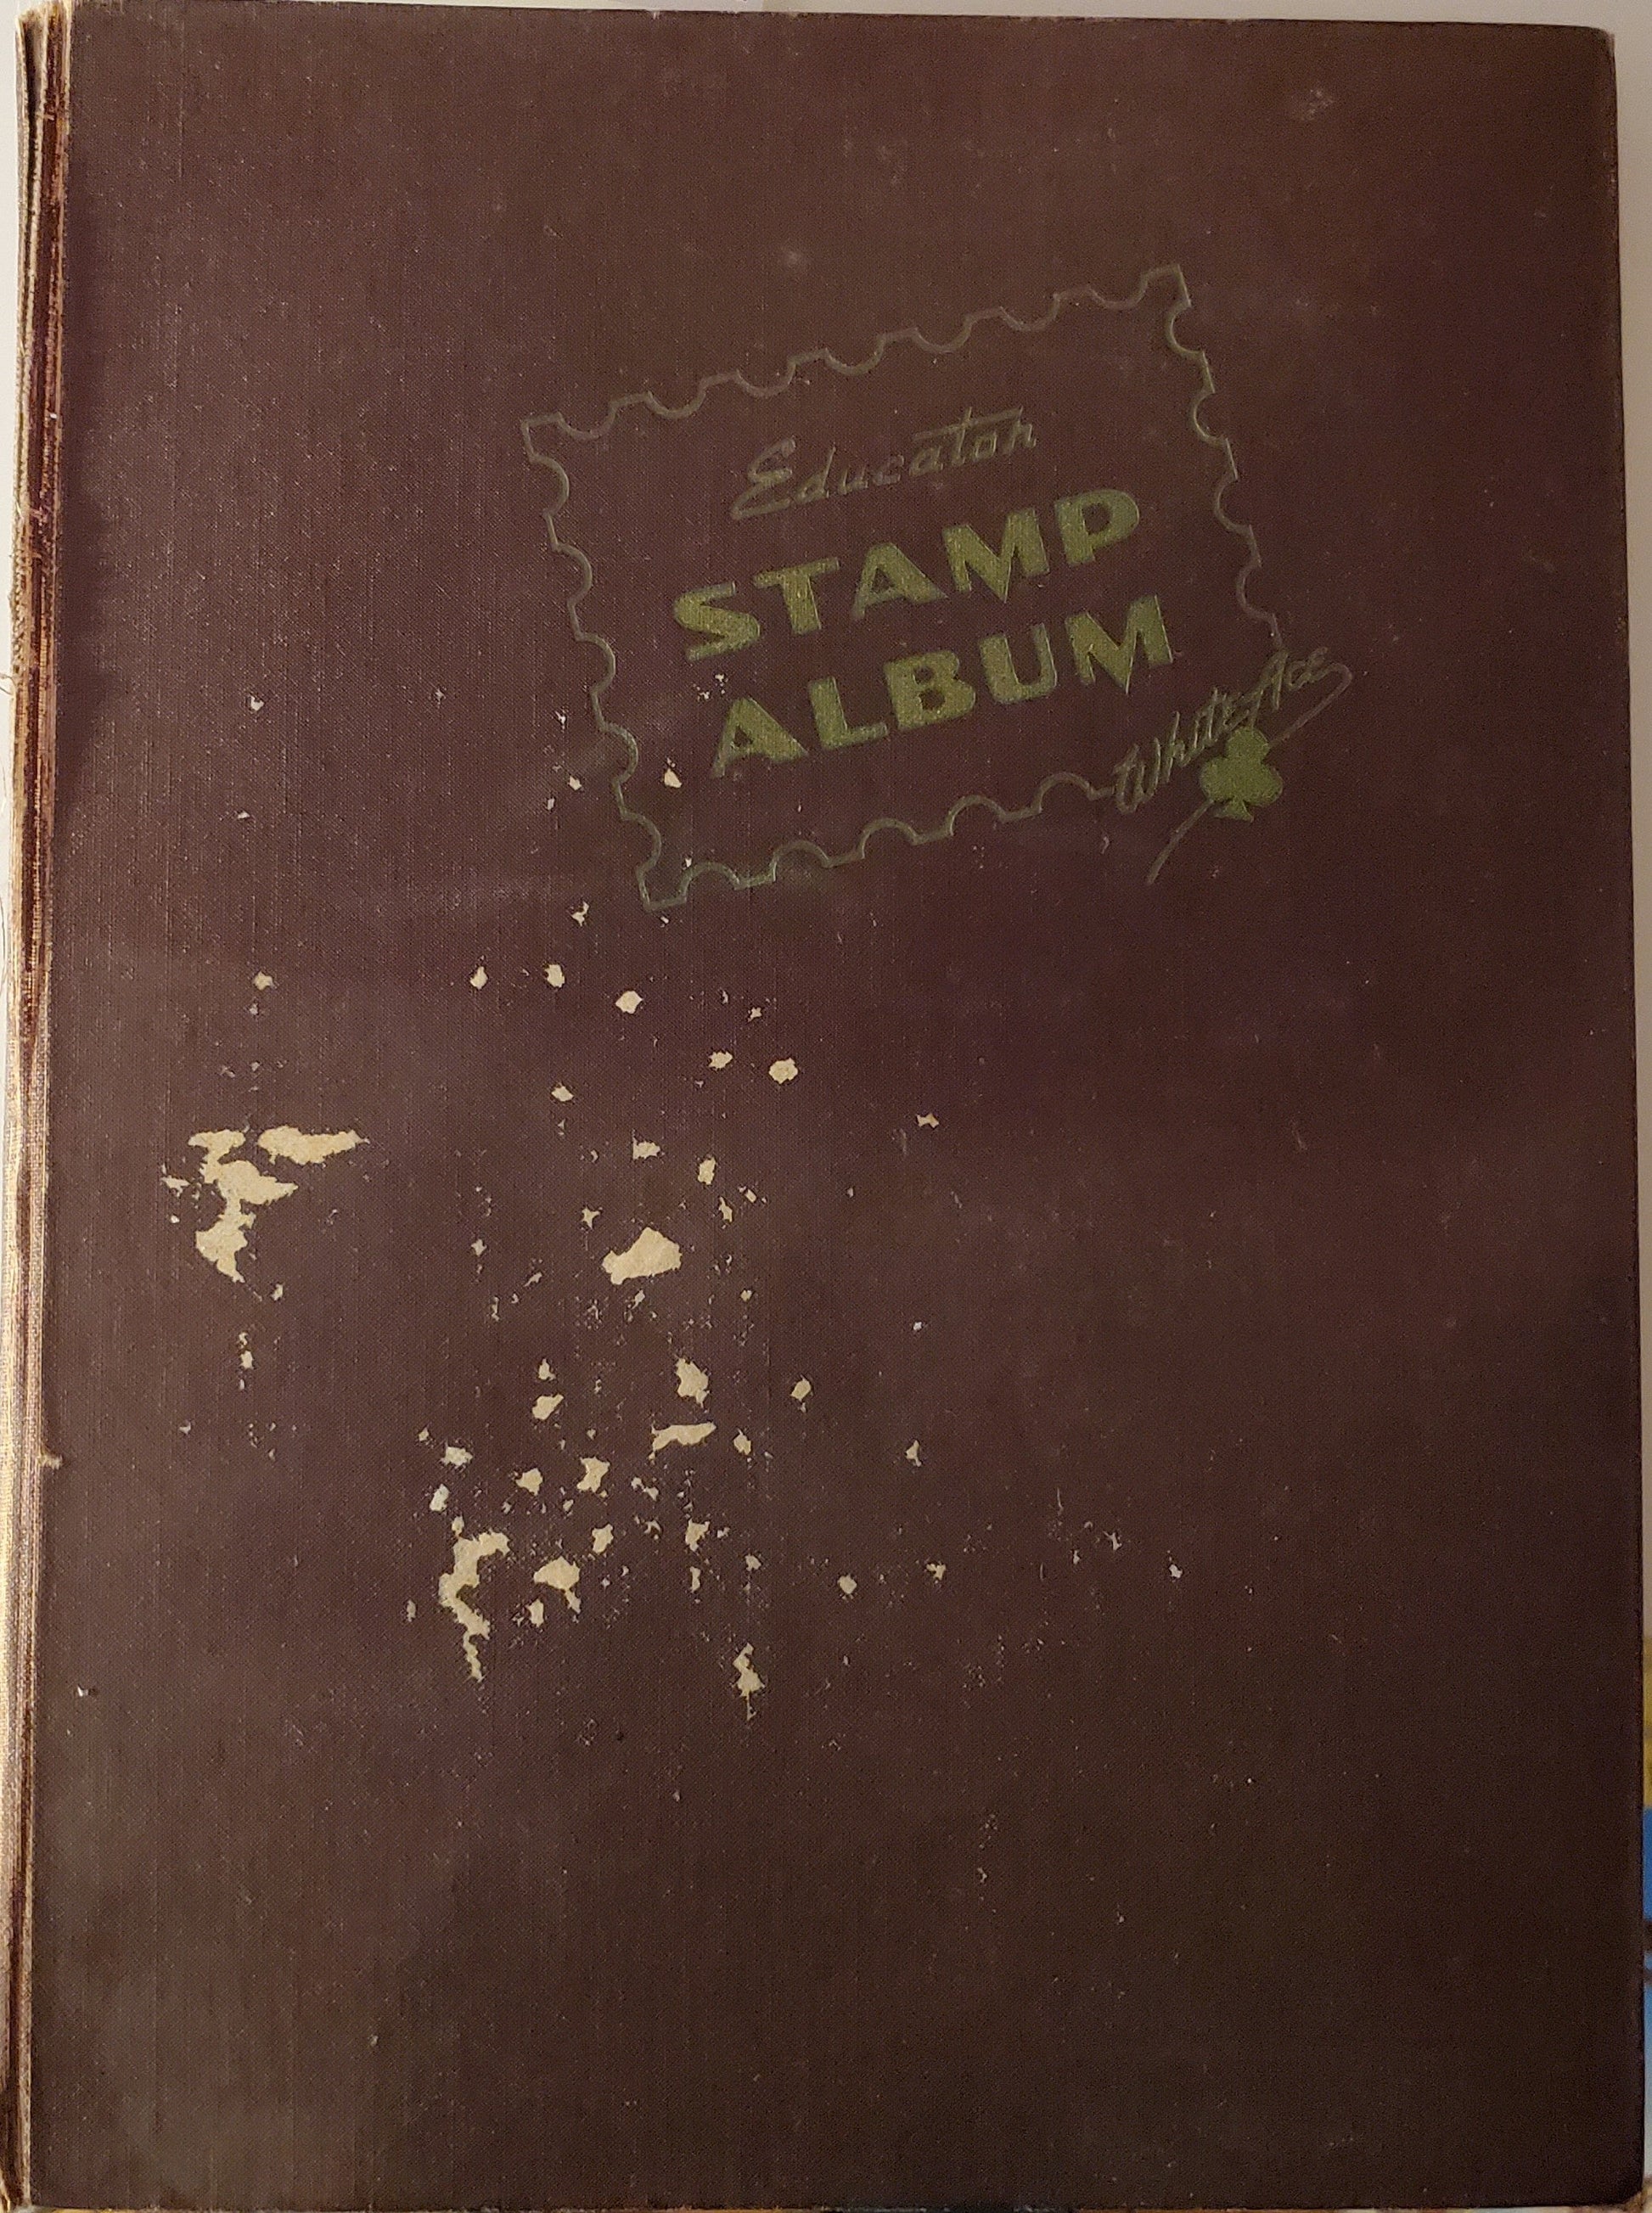 Educator
STAMP
ALBUM
White Ace